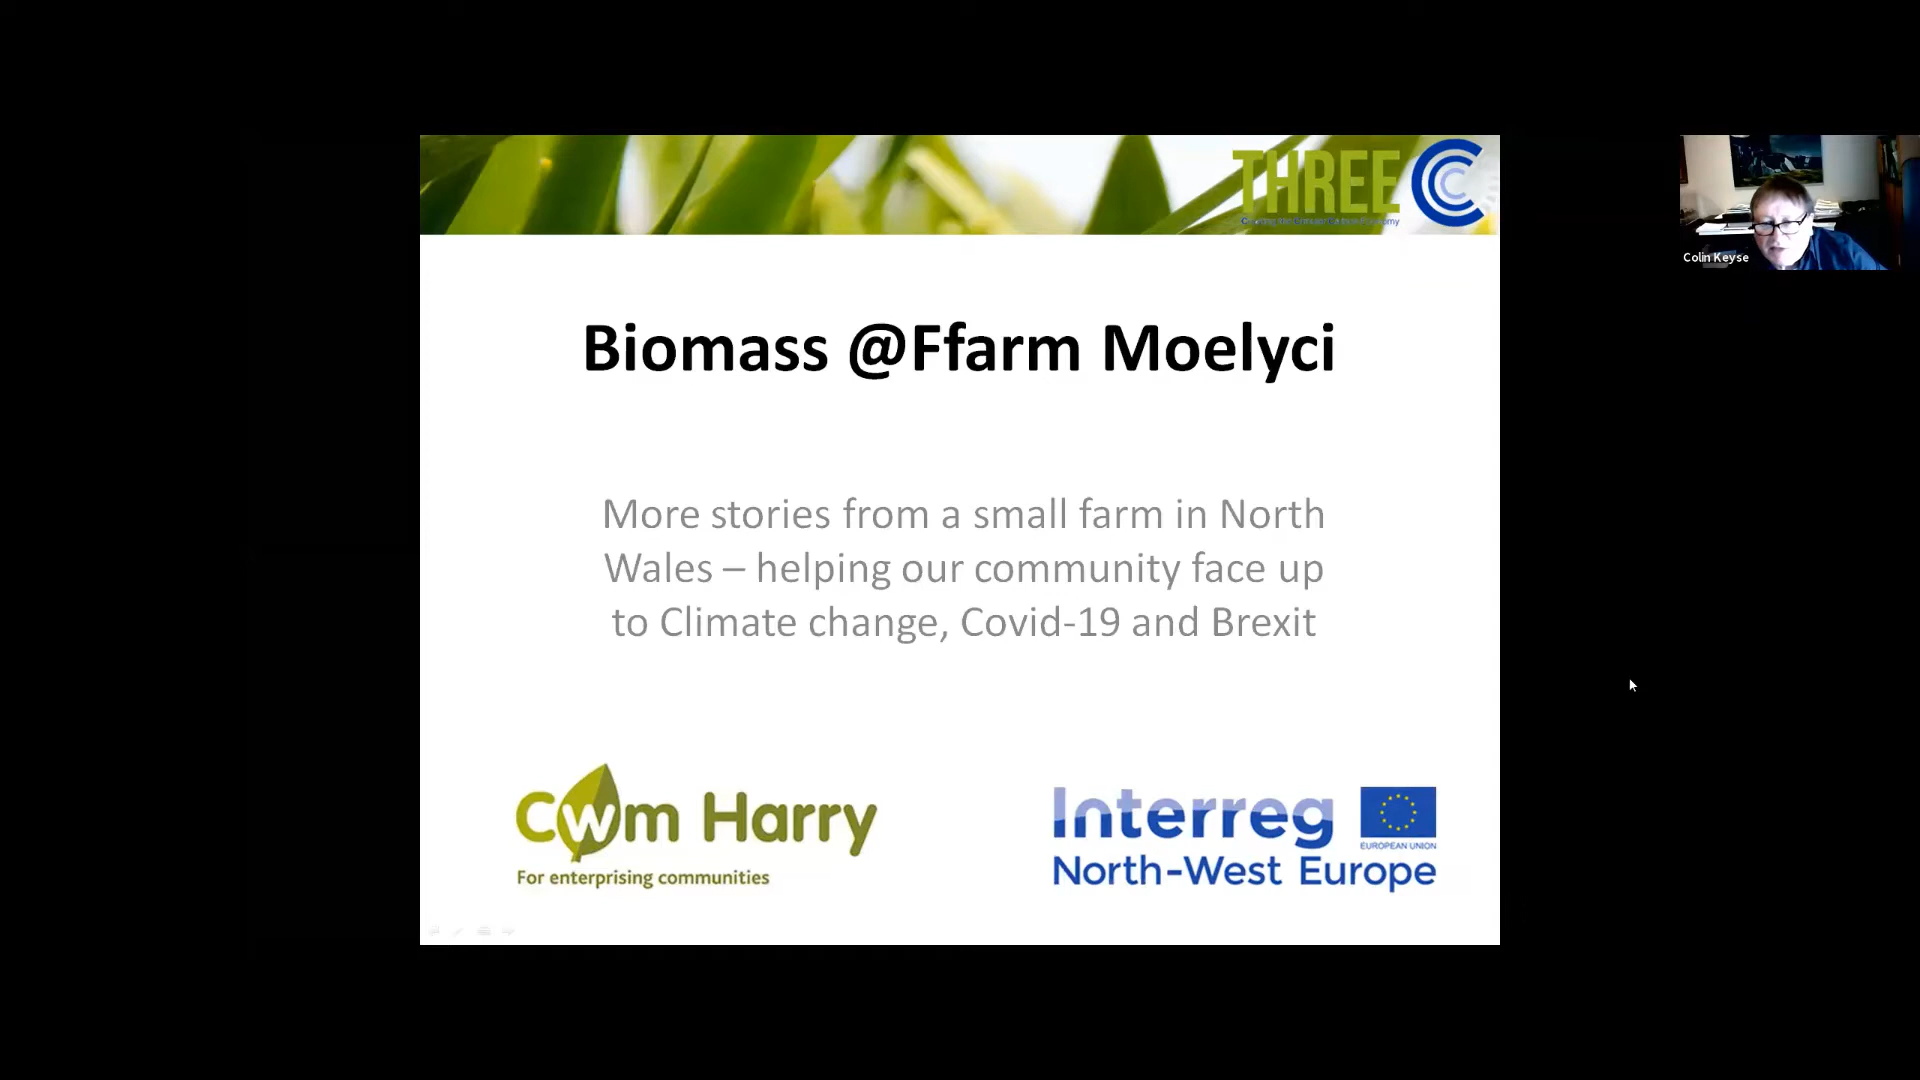 THREE C
Colin Keyse
Biomass @Ffarm Moelyci
More stories from a small farm in North
Wales – helping our community face up
to Climate change, Covid-19 and Brexit
Cwm Harry
For enterprising communities
Interreg
EUROPEAN UNION
North-West Europe